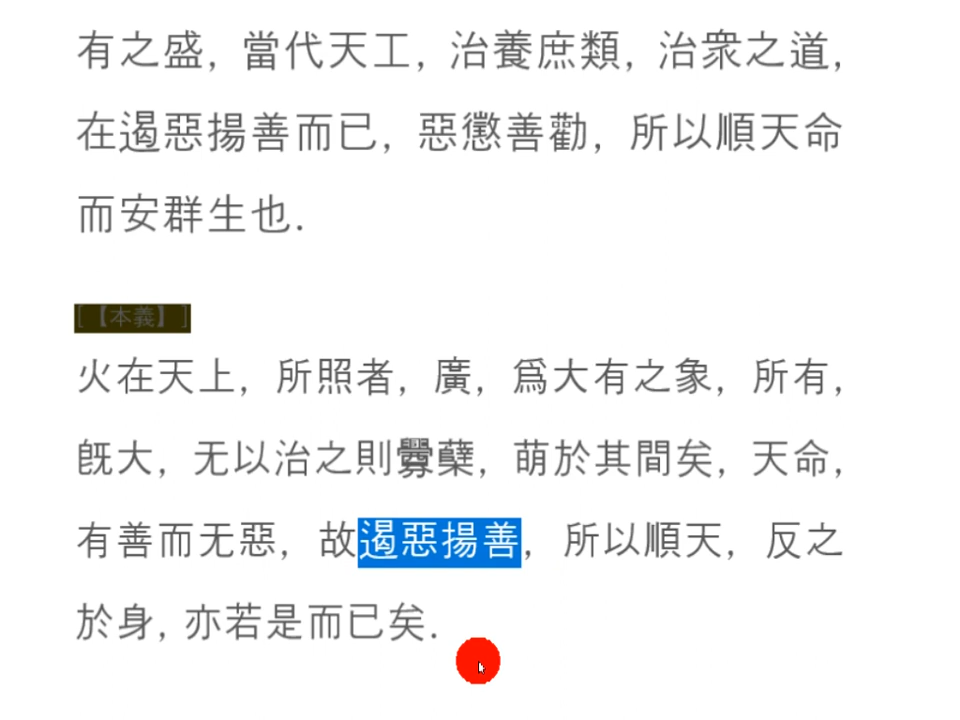 有之盛, 當代天工, 治養庶類, 治衆之道,
在遏惡揚善而已, 惡懲善勸, 所以順天命
而安群生也.
[【本義】]
火在天上, 所照者, 廣, 爲大有之象, 所有,
旣大, 无以治之則釁蘖, 萌於其間矣, 天命,
有善而无惡, 故遏惡揚善, 所以順天, 反之
於身, 亦若是而已矣.